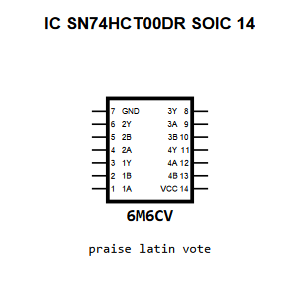 IC SN74HCT00DR SOIC 14
7 GND 3Y 8
6 2Y 3A 9
5 2B 3B 10
4 2A 4Y 11
3 1Y 4A 12
2 1B 4B 13
1 1A VCC 14
6M6CV
praise latin vote